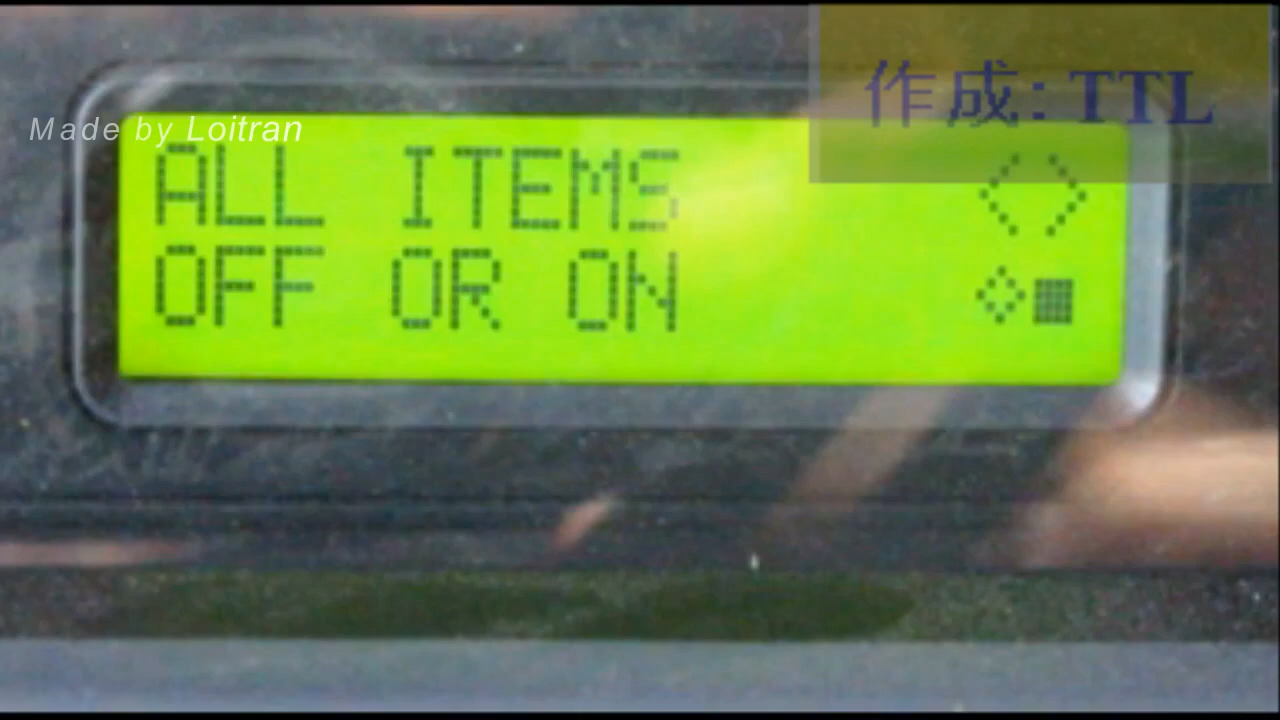 作成: TTL
Made by Loitran
ALL ITEMS <>
OFF OR ON ◇■